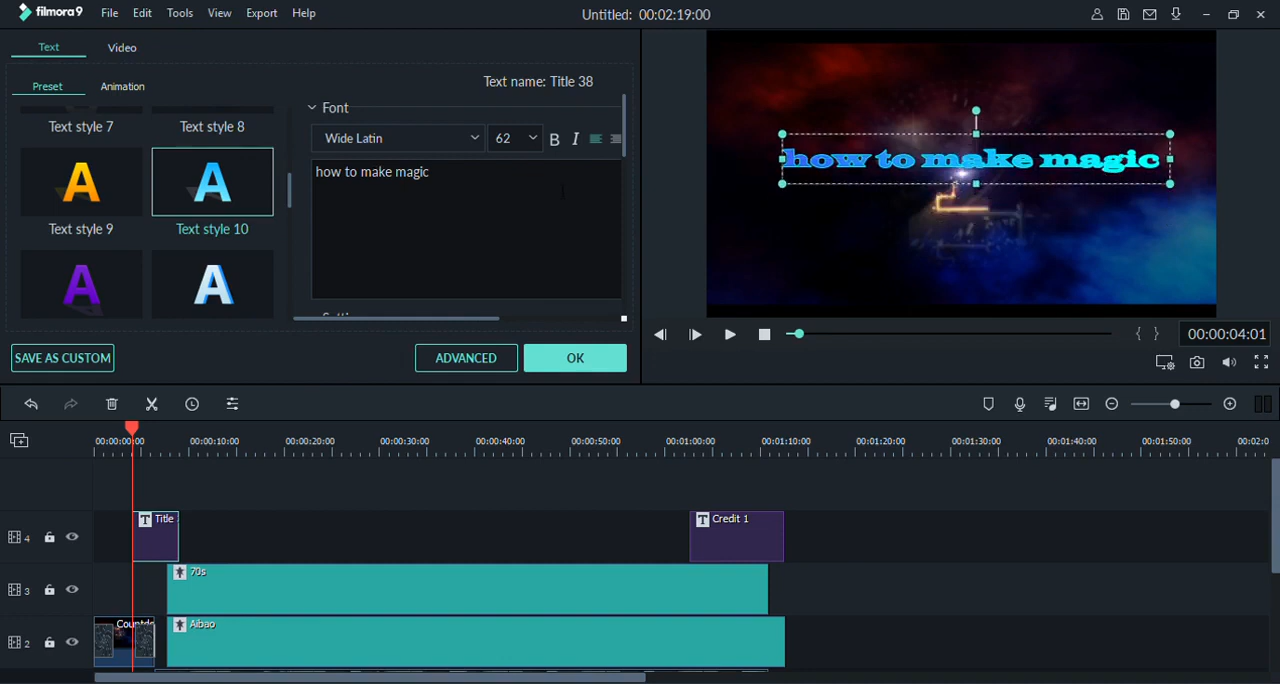 filmora9 File Edit Tools View Export Help Untitled: 00:02:19:00
Text Video
Preset Animation Text name: Title 38
Font
Text style 7 Text style 8
Wide Latin 62 B I
how to make magic
A A
Text style 9 Text style 10
A A
how to make magic
SAVE AS CUSTOM ADVANCED OK
{ } 00:00:04:01
00:00:00:00 00:00:10:00 00:00:20:00 00:00:30:00 00:00:40:00 00:00:50:00 00:01:00:00 00:01:10:00 00:01:20:00 00:01:30:00 00:01:40:00 00:01:50:00 00:02:0
4 T Title T Credit 1
3 70s
2 Countdo Aibao